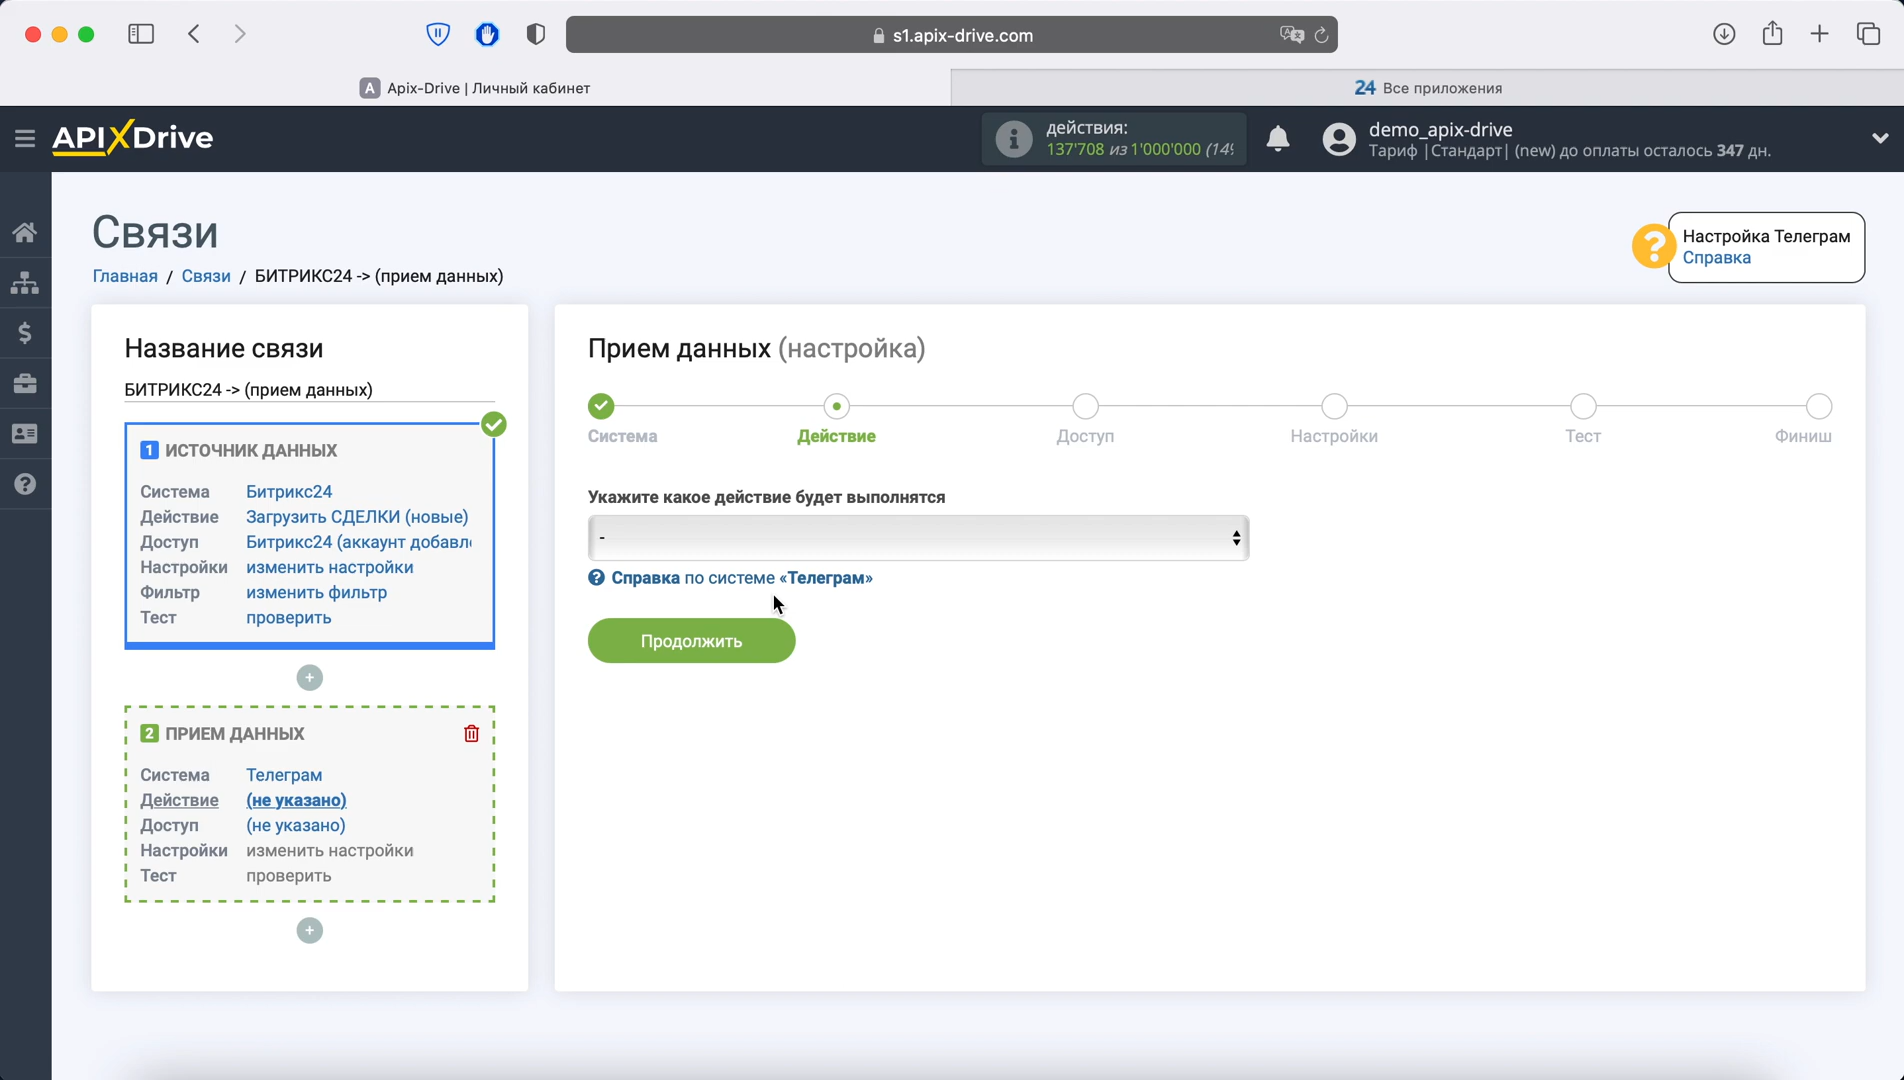 s1.apix-drive.com
A Apix-Drive | Личный кабинет
24 Все приложения
APIXDrive
действия:
137'708 из 1'000'000 (14%
demo_apix-drive
Тариф |Стандарт| (new) до оплаты осталось 347 дн.
Связи
Главная / Связи / БИТРИКС24 -> (прием данных)
Настройка Телеграм
Справка
Название связи
БИТРИКС24 -> (прием данных)
1 ИСТОЧНИК ДАННЫХ
Система Битрикс24
Действие Загрузить СДЕЛКИ (новые)
Доступ Битрикс24 (аккаунт добавл
Настройки изменить настройки
Фильтр изменить фильтр
Тест проверить
2 ПРИЕМ ДАННЫХ
Система Телеграм
Действие (не указано)
Доступ (не указано)
Настройки изменить настройки
Тест проверить
Прием данных (настройка)
Система
Действие
Доступ
Настройки
Тест
Финиш
Укажите какое действие будет выполнятся
-
Справка по системе «Телеграм»
Продолжить